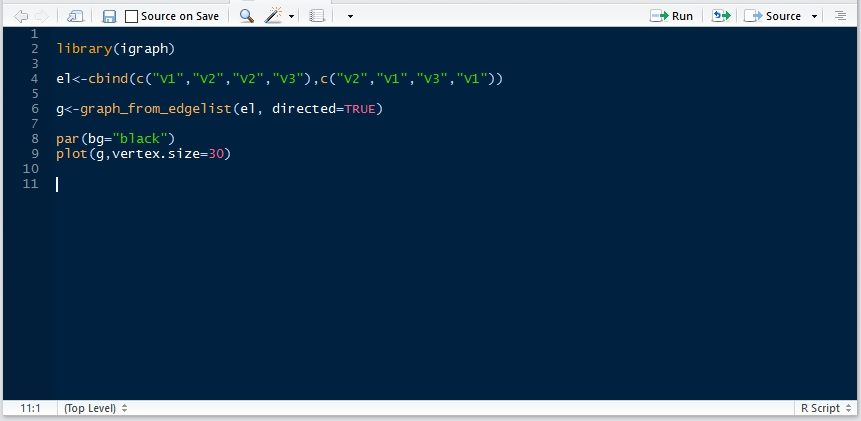 Source on Save Run Source
1
2 library(igraph)
3
4 el<-cbind(c("V1","V2","V2","V3"),c("V2","V1","V3","V1"))
5
6 g<-graph_from_edgelist(el, directed=TRUE)
7
8 par(bg="black")
9 plot(g,vertex.size=30)
10
11
11:1 (Top Level) R Script